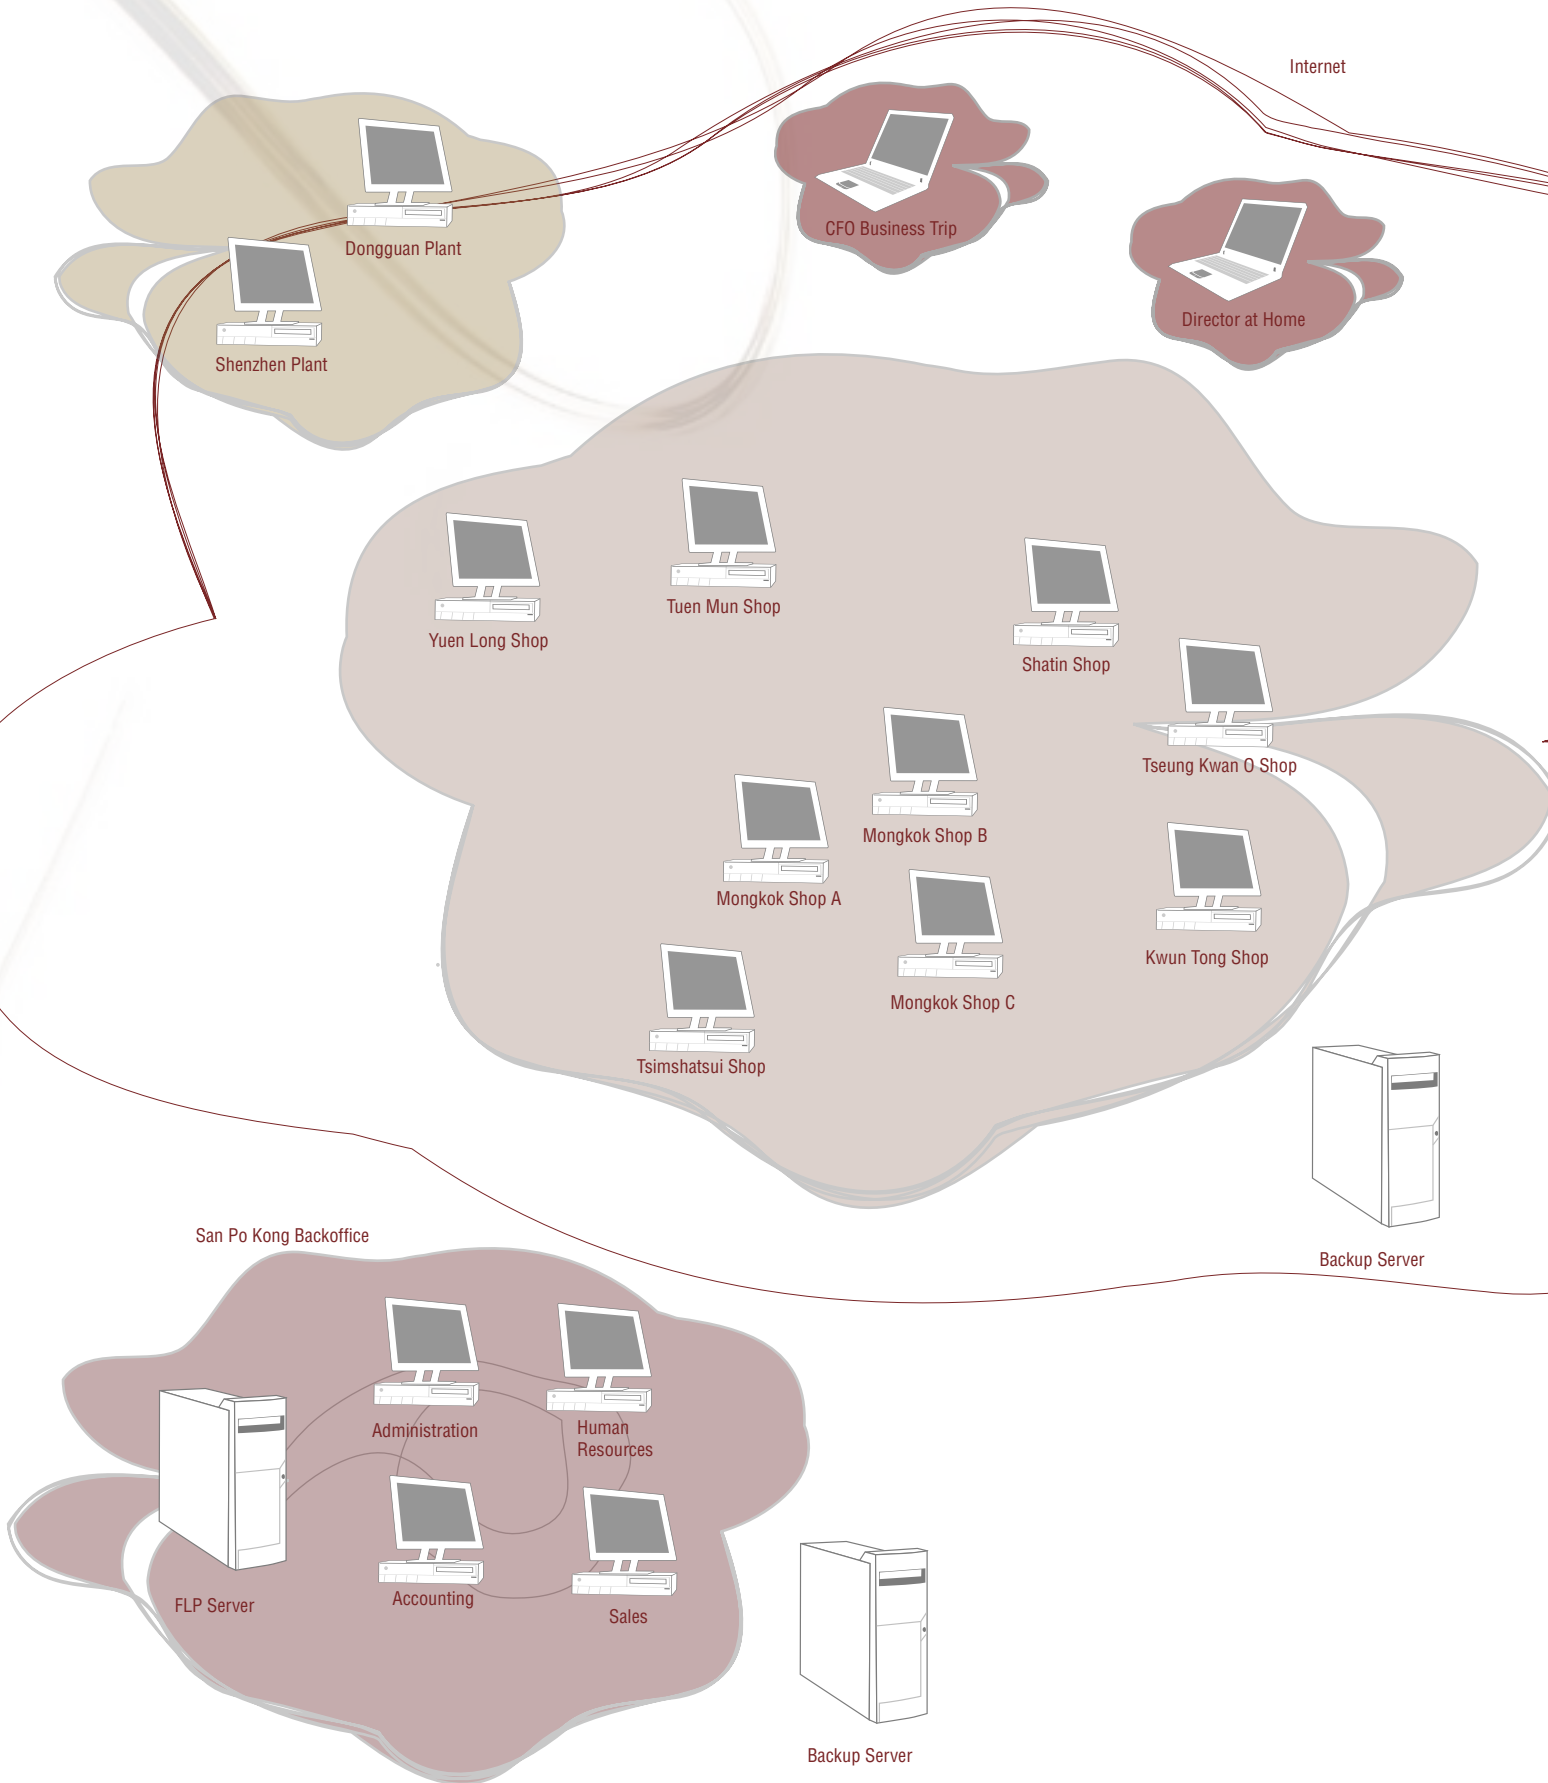 Internet
Dongguan Plant
CFO Business Trip
Director at Home
Shenzhen Plant
Tuen Mun Shop
Yuen Long Shop
Shatin Shop
Tseung Kwan O Shop
Mongkok Shop B
Mongkok Shop A
Kwun Tong Shop
Mongkok Shop C
Tsimshatsui Shop
San Po Kong Backoffice
Backup Server
Administration
Human
Resources
Accounting
FLP Server
Sales
Backup Server